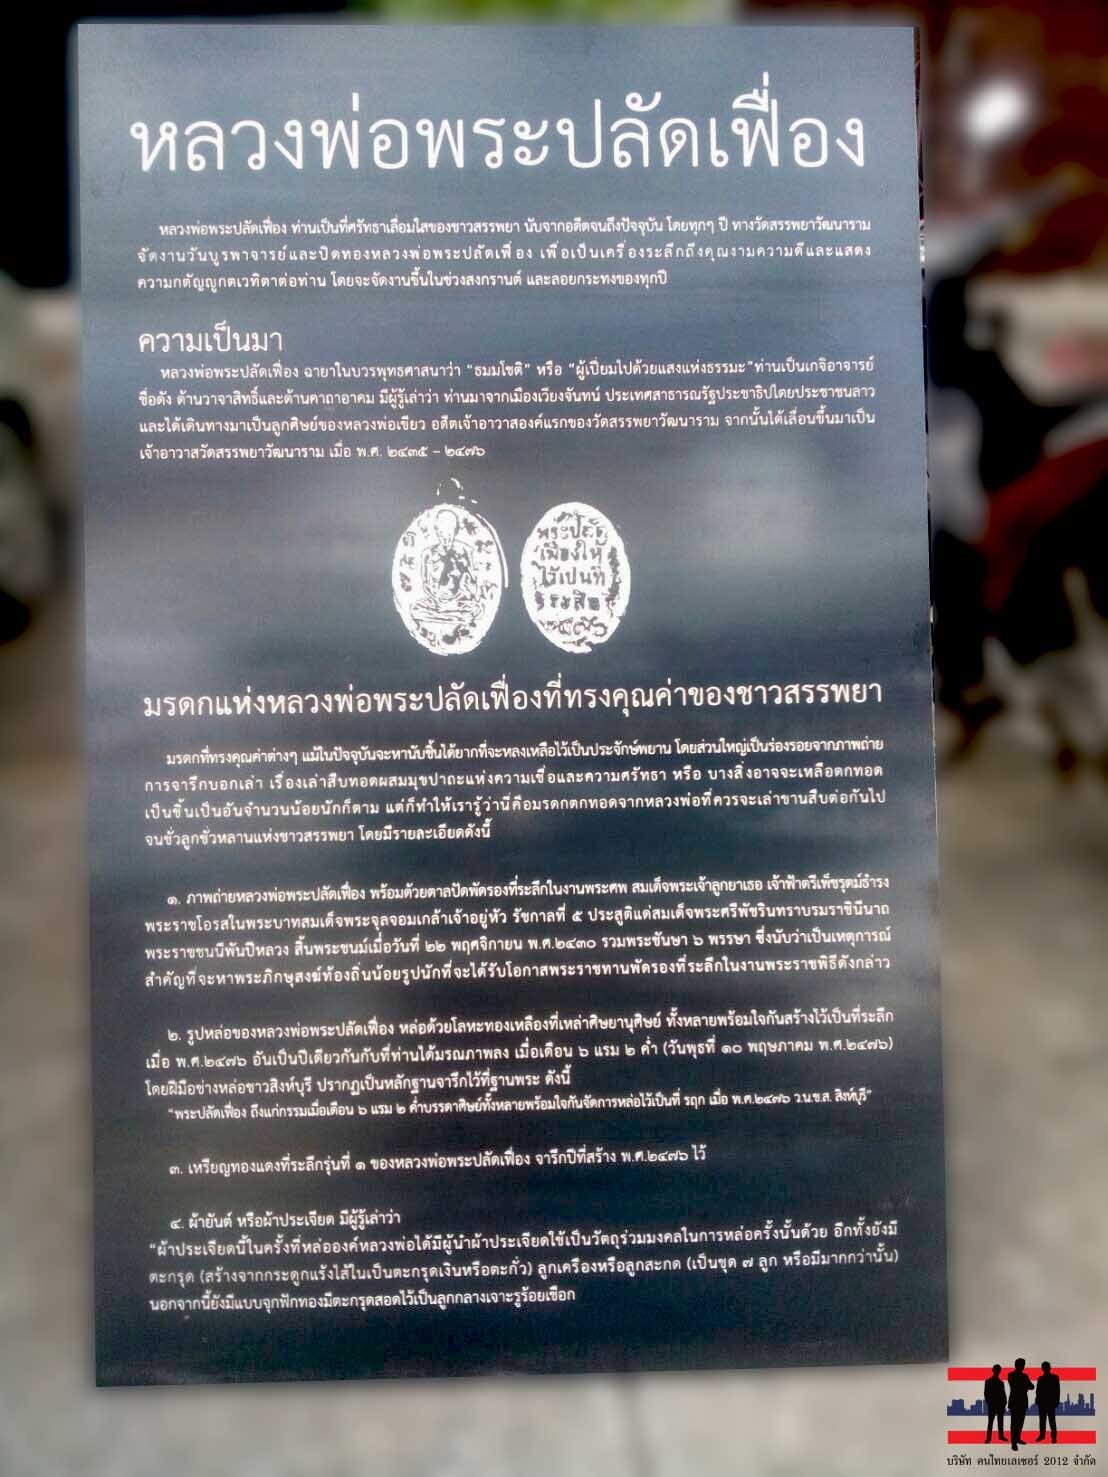 หลวงพ่อพระปลัดเฟื่อง
หลวงพ่อพระปลัดเฟื่อง ท่านเป็นที่ศรัทธาเลื่อมใสของชาวสรรพยา นับจากอดีตจนถึงปัจจุบัน โดยทุกๆ ปี ทางวัดสรรพยาวัฒนาราม
จัดงานวันบูรพาจารย์และปิดทองหลวงพ่อพระปลัดเฟื่อง เพื่อเป็นเครื่องระลึกถึงคุณงามความดีและแสดง
ความกตัญญูกตเวทิตาต่อท่าน โดยจะจัดงานขึ้นในช่วงสงกรานต์ และลอยกระทงของทุกปี
ความเป็นมา
หลวงพ่อพระปลัดเฟื่อง ฉายาในบวรพุทธศาสนาว่า “ธมมโชติ” หรือ “ผู้เปี่ยมไปด้วยแสงแห่งธรรมะ”ท่านเป็นเกจิอาจารย์
ชื่อดัง ด้านวาจาสิทธิ์และด้านคาถาอาคม มีผู้รู้เล่าว่า ท่านมาจากเมืองเวียงจันทน์ ประเทศสาธารณรัฐประชาธิปไตยประชาชนลาว
และได้เดินทางมาเป็นลูกศิษย์ของหลวงพ่อเขียว อดีตเจ้าอาวาสองค์แรกของวัดสรรพยาวัฒนาราม จากนั้นได้เลื่อนขึ้นมาเป็น
เจ้าอาวาสวัดสรรพยาวัฒนาราม เมื่อ พ.ศ. ๒๔๓๕ – ๒๔๗๖
พระปลัด
เฟื่องให้
ไว้เปนที่
มรดกแห่งหลวงพ่อพระปลัดเฟื่องที่ทรงคุณค่าของชาวสรรพยา
มรดกที่ทรงคุณค่าต่างๆ แม้ในปัจจุบันจะหานับชิ้นได้ยากที่จะหลงเหลือไว้เป็นประจักษ์พยาน โดยส่วนใหญ่เป็นร่องรอยจากภาพถ่าย
การจารึกบอกเล่า เรื่องเล่าสืบทอดผสมมุขปาถะแห่งความเชื่อและความศรัทธา หรือ บางสิ่งอาจจะเหลือตกทอด
เป็นชิ้นเป็นอันจำนวนน้อยนักก็ตาม แต่ก็ทำให้เรารู้ว่านี่คือมรดกตกทอดจากหลวงพ่อที่ควรจะเล่าขานสืบต่อกันไป
จนชั่วลูกชั่วหลานแห่งชาวสรรพยา โดยมีรายละเอียดดังนี้
๑. ภาพถ่ายหลวงพ่อพระปลัดเฟื่อง พร้อมด้วยตาลปัดพัดรองที่ระลึกในงานพระศพ สมเด็จพระเจ้าลูกยาเธอ เจ้าฟ้าตรีเพ็ชรุตม์ธำรง
พระราชโอรสในพระบาทสมเด็จพระจุลจอมเกล้าเจ้าอยู่หัว รัชกาลที่ ๕ ประสูติแด่สมเด็จพระศรีพัชรินทราบรมราชินีนาถ
พระราชชนนีพันปีหลวง สิ้นพระชนม์เมื่อวันที่ ๒๒ พฤศจิกายน พ.ศ.๒๔๓๐ รวมพระชันษา ๖ พรรษา ซึ่งนับว่าเป็นเหตุการณ์
สำคัญที่จะหาพระภิกษุสงฆ์ท้องถิ่นน้อยรูปนักที่จะได้รับโอกาสพระราชทานพัดรองที่ระลึกในงานพระราชพิธีดังกล่าว
๒. รูปหล่อของหลวงพ่อพระปลัดเฟื่อง หล่อด้วยโลหะทองเหลืองที่เหล่าศิษยานุศิษย์ ทั้งหลายพร้อมใจกันสร้างไว้เป็นที่ระลึก
เมื่อ พ.ศ.๒๔๗๖ อันเป็นปีเดียวกันกับที่ท่านได้มรณภาพลง เมื่อเดือน ๖ แรม ๒ ค่ำ (วันพุธที่ ๑๐ พฤษภาคม พ.ศ.๒๔๗๖)
โดยฝีมือช่างหล่อชาวสิงห์บุรี ปรากฏเป็นหลักฐานจารึกไว้ที่ฐานพระ ดังนี้
“พระปลัดเฟื่อง ถึงแก่กรรมเมื่อเดือน ๖ แรม ๒ ค่ำบรรดาศิษย์ทั้งหลายพร้อมใจกันจัดการหล่อไว้เป็นที่ รฤก เมื่อ พ.ศ.๒๔๗๖ ว.น.ช.ส. สิงห์บุรี”
๓. เหรียญทองแดงที่ระลึกรุ่นที่ ๑ ของหลวงพ่อพระปลัดเฟื่อง จารึกปีที่สร้าง พ.ศ.๒๔๗๖ ไว้
๔. ผ้ายันต์ หรือผ้าประเจียด มีผู้รู้เล่าว่า
“ผ้าประเจียดนี้ในครั้งที่หล่อองค์หลวงพ่อได้มีผู้นำผ้าประเจียดใช้เป็นวัตถุร่วมมงคลในการหล่อครั้งนั้นด้วย อีกทั้งยังมี
ตะกรุด (สร้างจากกระดูกแร้งไส้ในเป็นตะกรุดเงินหรือตะกั่ว) ลูกเครื่องหรือลูกสะกด (เป็นชุด ๗ ลูก หรือมีมากกว่านั้น)
นอกจากนี้ยังมีแบบจุกฟักทองมีตะกรุดสอดไว้เป็นลูกกลางเจาะรูร้อยเชือก
บริษัท คนไทยเลเซอร์ 2012 จำกัด